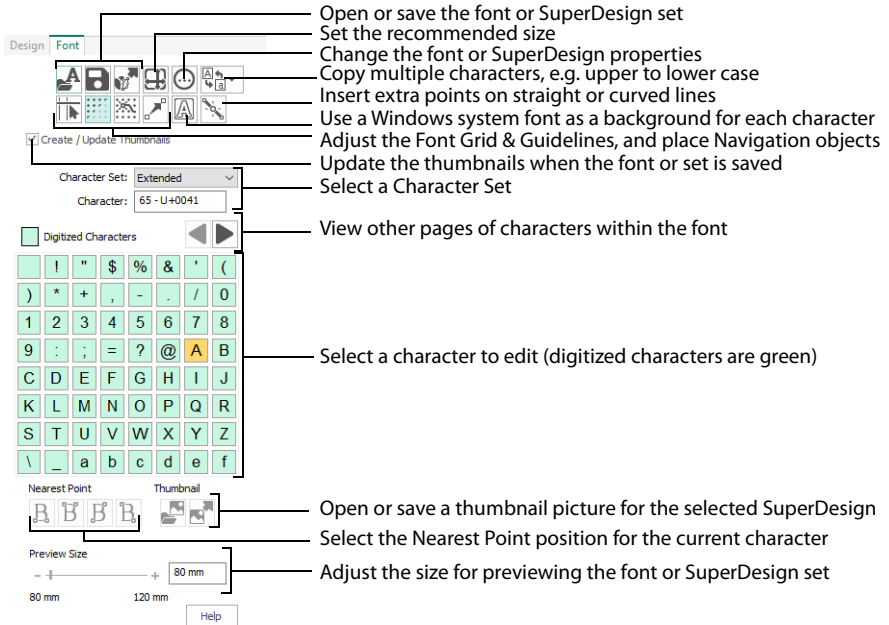 Open or save the font or SuperDesign set
Set the recommended size
Design Font
Change the font or SuperDesign properties
Copy multiple characters, e.g. upper to lower case
Insert extra points on straight or curved lines
Use a Windows system font as a background for each character
Adjust the Font Grid & Guidelines, and place Navigation objects
Create / Update Thumbnails
Update the thumbnails when the font or set is saved
Character Set: Extended
Select a Character Set
Character: 65 - U+0041
Digitized Characters
View other pages of characters within the font
! " $ % & ' (
) * + , - . / 0
1 2 3 4 5 6 7 8
9 : ; = ? @ A B
Select a character to edit (digitized characters are green)
C D E F G H I J
K L M N O P Q R
S T U V W X Y Z
\ _ a b c d e f
Nearest Point Thumbnail
Open or save a thumbnail picture for the selected SuperDesign
Select the Nearest Point position for the current character
Preview Size
- + 80 mm
Adjust the size for previewing the font or SuperDesign set
80 mm 120 mm
Help